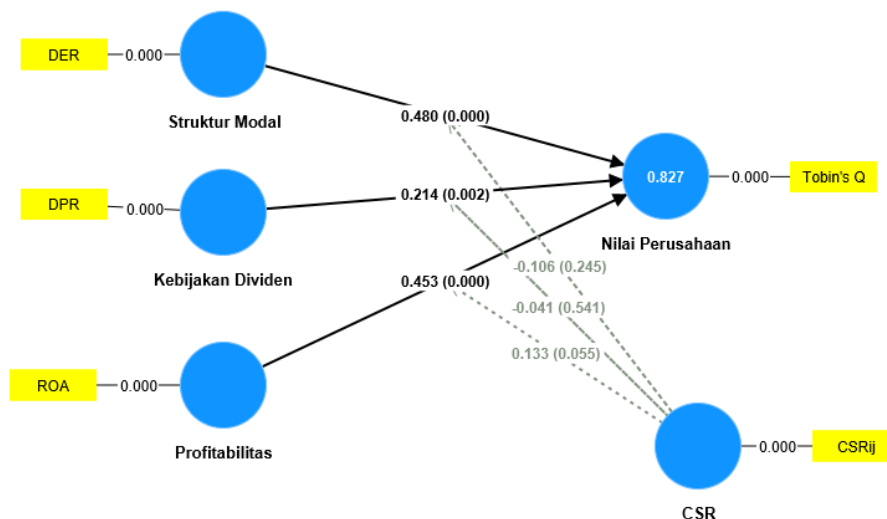 DER
0.000
Struktur Modal
0.480 (0.000)
DPR
0.000
Kebijakan Dividen
0.214 (0.002)
0.827
0.000
Tobin's Q
Nilai Perusahaan
0.453 (0.000)
-0.106 (0.245)
-0.041 (0.541)
0.133 (0.055)
ROA
0.000
Profitabilitas
0.000
CSRij
CSR